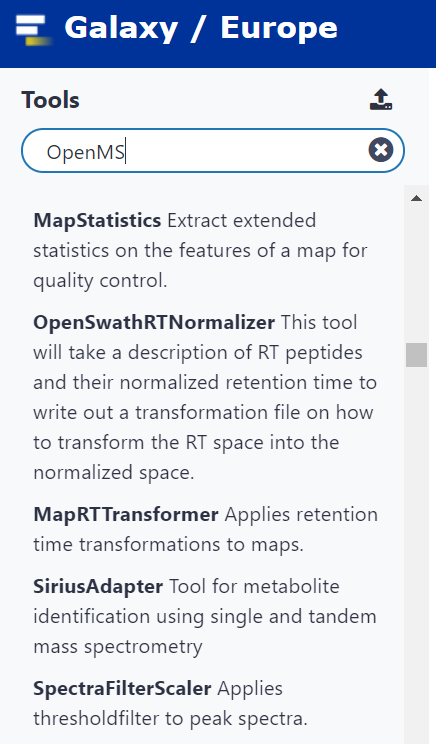 Galaxy / Europe
Tools
OpenMS
MapStatistics Extract extended
statistics on the features of a map for
quality control.
OpenSwathRTNormalizer This tool
will take a description of RT peptides
and their normalized retention time to
write out a transformation file on how
to transform the RT space into the
normalized space.
MapRTTransformer Applies retention
time transformations to maps.
SiriusAdapter Tool for metabolite
identification using single and tandem
mass spectrometry
SpectraFilterScaler Applies
thresholdfilter to peak spectra.